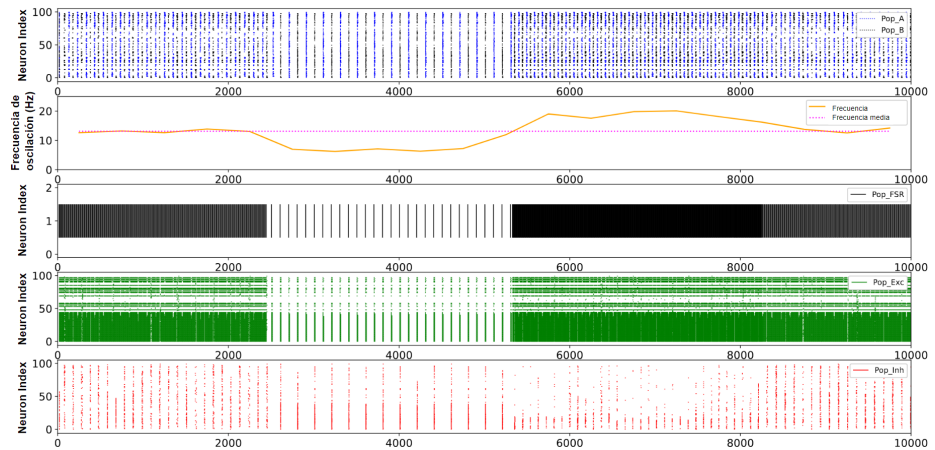 Neuron Index
100
50
0
Pop_A
Pop_B
0 2000 4000 6000 8000 10000
Frecuencia de
oscilación (Hz)
20
10
0
Frecuencia
Frecuencia media
0 2000 4000 6000 8000 10000
Neuron Index
2
1
0
Pop_FSR
0 2000 4000 6000 8000 10000
Neuron Index
100
50
0
Pop_Exc
0 2000 4000 6000 8000 10000
Neuron Index
100
50
0
Pop_Inh
0 2000 4000 6000 8000 10000